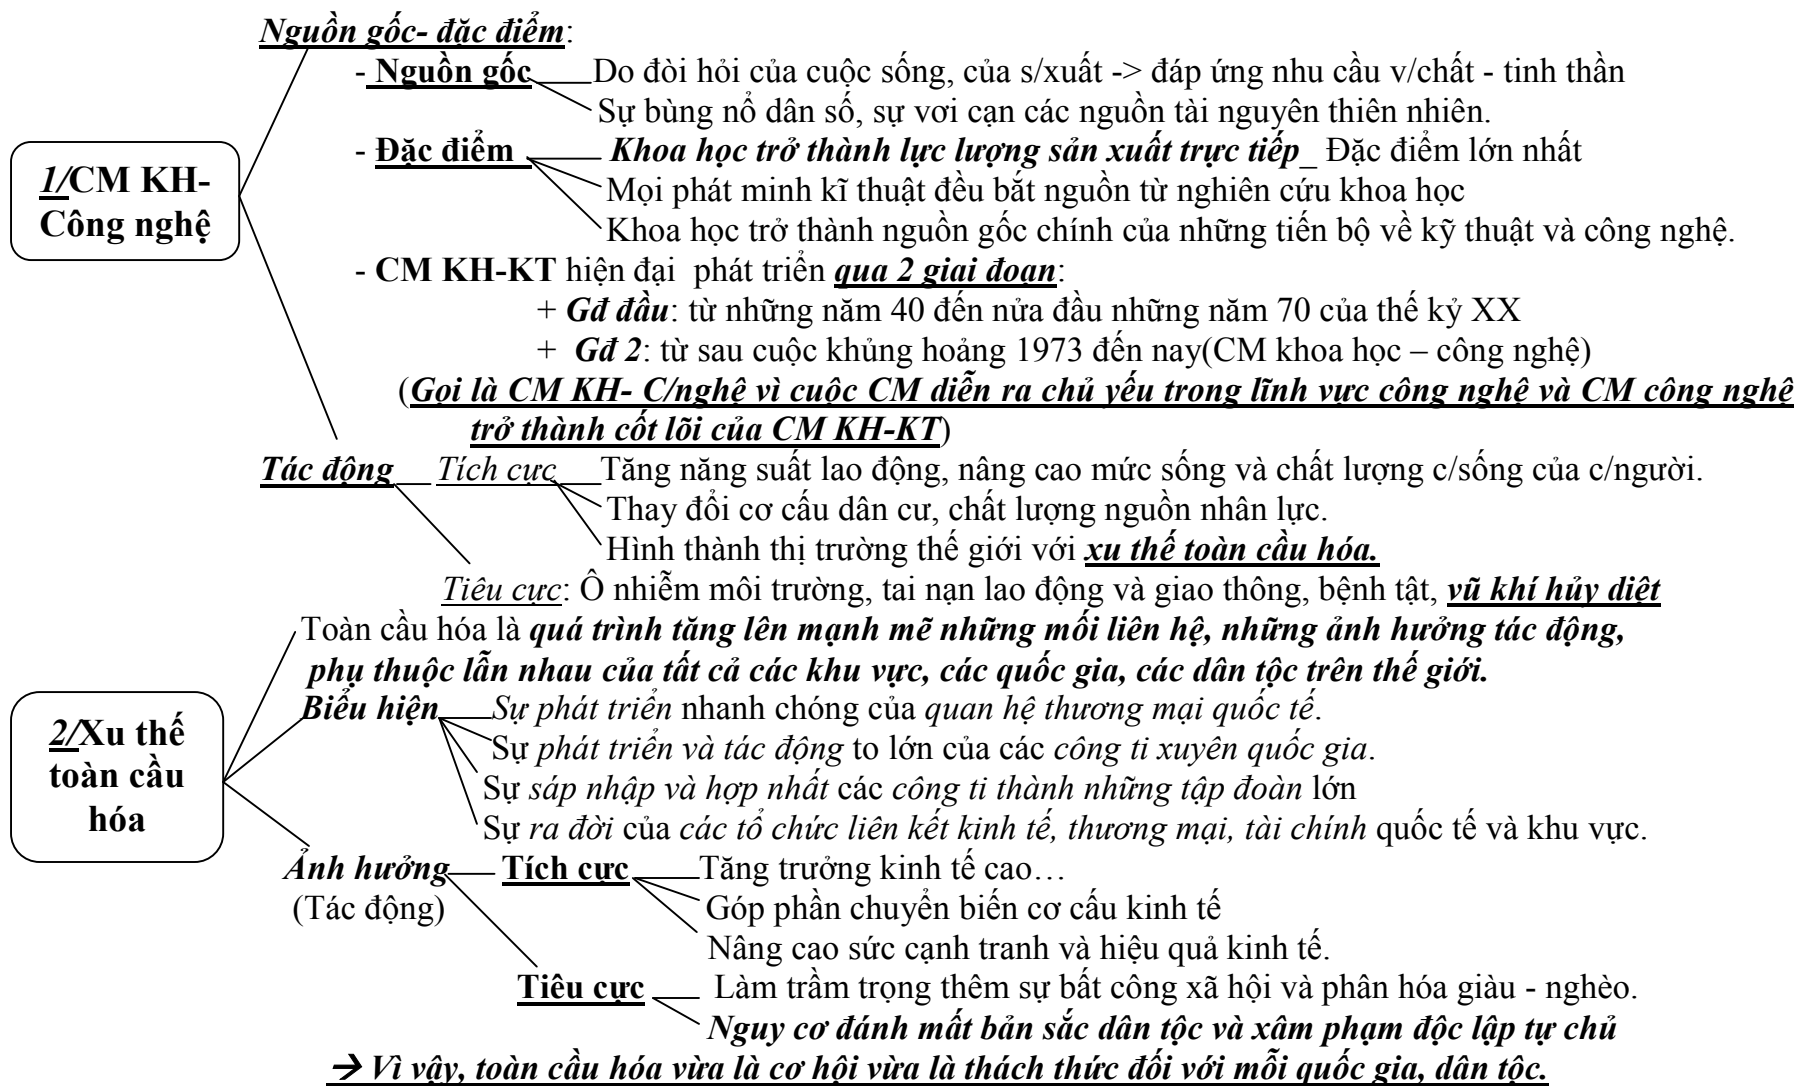 Nguồn gốc- đặc điểm:
- Nguồn gốc Do đòi hỏi của cuộc sống, của s/xuất -> đáp ứng nhu cầu v/chất - tinh thần
Sự bùng nổ dân số, sự vơi cạn các nguồn tài nguyên thiên nhiên.
- Đặc điểm Khoa học trở thành lực lượng sản xuất trực tiếp_ Đặc điểm lớn nhất
1/CM KH-
Công nghệ
Mọi phát minh kĩ thuật đều bắt nguồn từ nghiên cứu khoa học
Khoa học trở thành nguồn gốc chính của những tiến bộ về kỹ thuật và công nghệ.
- CM KH-KT hiện đại phát triển qua 2 giai đoạn:
+ Gđ đầu: từ những năm 40 đến nửa đầu những năm 70 của thế kỷ XX
+ Gđ 2: từ sau cuộc khủng hoảng 1973 đến nay(CM khoa học – công nghệ)
(Gọi là CM KH- C/nghệ vì cuộc CM diễn ra chủ yếu trong lĩnh vực công nghệ và CM công nghệ
trở thành cốt lõi của CM KH-KT)
Tác động Tích cực Tăng năng suất lao động, nâng cao mức sống và chất lượng c/sống của c/người.
Thay đổi cơ cấu dân cư, chất lượng nguồn nhân lực.
Hình thành thị trường thế giới với xu thế toàn cầu hóa.
Tiêu cực: Ô nhiễm môi trường, tai nạn lao động và giao thông, bệnh tật, vũ khí hủy diệt
Toàn cầu hóa là quá trình tăng lên mạnh mẽ những mối liên hệ, những ảnh hưởng tác động,
phụ thuộc lẫn nhau của tất cả các khu vực, các quốc gia, các dân tộc trên thế giới.
2/Xu thế
toàn cầu
hóa
Biểu hiện Sự phát triển nhanh chóng của quan hệ thương mại quốc tế.
Sự phát triển và tác động to lớn của các công ti xuyên quốc gia.
Sự sáp nhập và hợp nhất các công ti thành những tập đoàn lớn
Sự ra đời của các tổ chức liên kết kinh tế, thương mại, tài chính quốc tế và khu vực.
Ảnh hưởng Tích cực Tăng trưởng kinh tế cao…
(Tác động) Góp phần chuyển biến cơ cấu kinh tế
Nâng cao sức cạnh tranh và hiệu quả kinh tế.
Tiêu cực Làm trầm trọng thêm sự bất công xã hội và phân hóa giàu - nghèo.
Nguy cơ đánh mất bản sắc dân tộc và xâm phạm độc lập tự chủ
→ Vì vậy, toàn cầu hóa vừa là cơ hội vừa là thách thức đối với mỗi quốc gia, dân tộc.